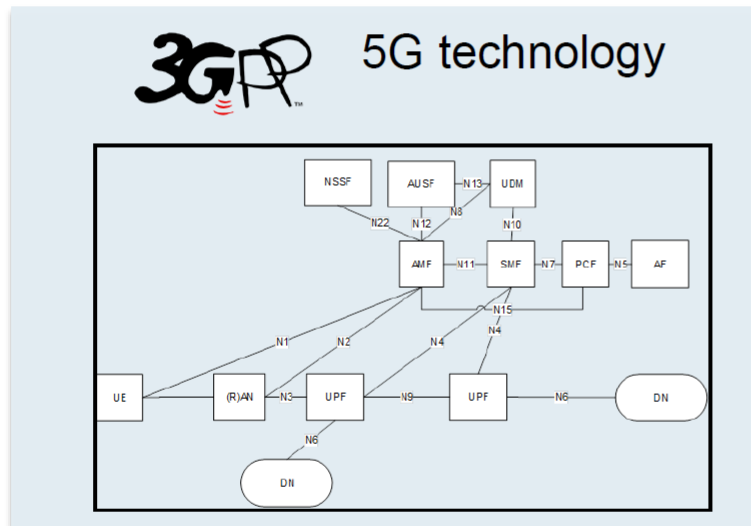 3GPP™ 5G technology
NSSF AUSF N13 UDM
N22 N12 N8 N10
AMF N11 SMF N7 PCF N5 AF
N15
N1 N2 N4 N4
UE (R)AN N3 UPF N9 UPF N6 DN
N6
DN